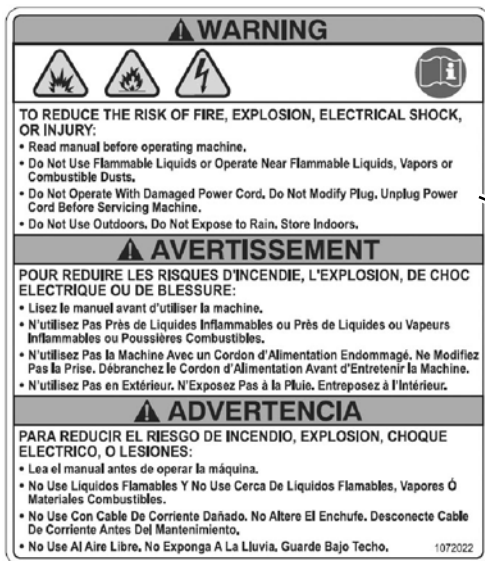 WARNING
TO REDUCE THE RISK OF FIRE, EXPLOSION, ELECTRICAL SHOCK,
OR INJURY:
• Read manual before operating machine.
• Do Not Use Flammable Liquids or Operate Near Flammable Liquids, Vapors or
Combustible Dusts.
• Do Not Operate With Damaged Power Cord. Do Not Modify Plug. Unplug Power
Cord Before Servicing Machine.
• Do Not Use Outdoors. Do Not Expose to Rain. Store Indoors.
AVERTISSEMENT
POUR REDUIRE LES RISQUES D'INCENDIE, L'EXPLOSION, DE CHOC
ELECTRIQUE OU DE BLESSURE:
• Lisez le manuel avant d'utiliser la machine.
• N'utilisez Pas Près de Liquides Inflammables ou Près de Liquides ou Vapeurs
Inflammables ou Poussières Combustibles.
• N'utilisez Pas la Machine Avec un Cordon d'Alimentation Endommagé. Ne Modifiez
Pas la Prise. Débranchez le Cordon d'Alimentation Avant d'Entretenir la Machine.
• N'utilisez Pas en Extérieur. N'Exposez Pas à la Pluie. Entreposez à l'Intérieur.
ADVERTENCIA
PARA REDUCIR EL RIESGO DE INCENDIO, EXPLOSION, CHOQUE
ELECTRICO, O LESIONES:
• Lea el manual antes de operar la máquina.
• No Use Líquidos Flamables Y No Use Cerca De Líquidos Flamables, Vapores Ó
Materiales Combustibles.
• No Use Con Cable De Corriente Dañado. No Altere El Enchufe. Desconecte Cable
De Corriente Antes Del Mantenimiento.
• No Use Al Aire Libre. No Exponga A La Lluvia. Guarde Bajo Techo. 1072022